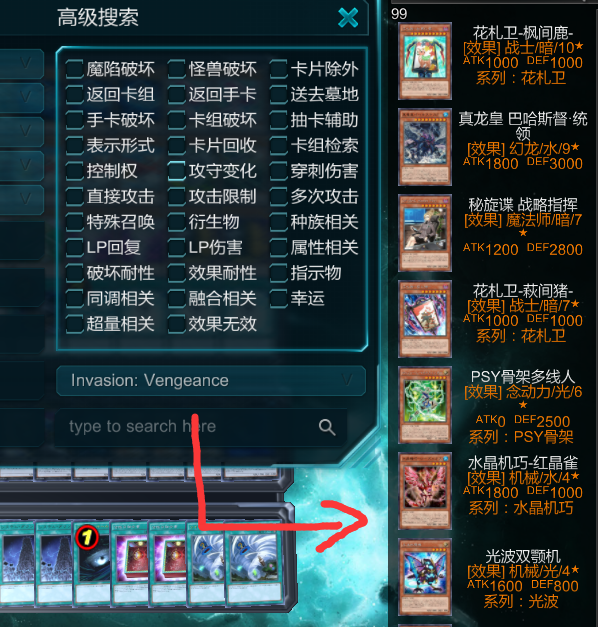 高级搜索
魔陷破坏 怪兽破坏 卡片除外
返回卡组 返回手卡 送去墓地
手卡破坏 卡组破坏 抽卡辅助
表示形式 卡片回收 卡组检索
控制权 攻守变化 穿刺伤害
直接攻击 攻击限制 多次攻击
特殊召唤 衍生物 种族相关
LP回复 LP伤害 属性相关
破坏耐性 效果耐性 指示物
同调相关 融合相关 幸运
超量相关 效果无效
Invasion: Vengeance
type to search here
1
99
花札卫-枫间鹿-
[效果] 战士/暗/10★
ATK1000 DEF1000
系列：花札卫
真龙皇 巴哈斯督·统
领
[效果] 幻龙/水/9★
ATK1800 DEF3000
秘旋谍 战略指挥
[效果] 魔法师/暗/7
★
ATK1200 DEF2800
花札卫-萩间猪-
[效果] 战士/暗/7★
ATK1000 DEF1000
系列：花札卫
PSY骨架多线人
[效果] 念动力/光/6
★
ATK0 DEF2500
系列：PSY骨架
水晶机巧-红晶雀
[效果] 机械/水/4★
ATK1800 DEF1000
系列：水晶机巧
光波双颚机
[效果] 机械/光/4★
ATK1600 DEF800
系列：光波